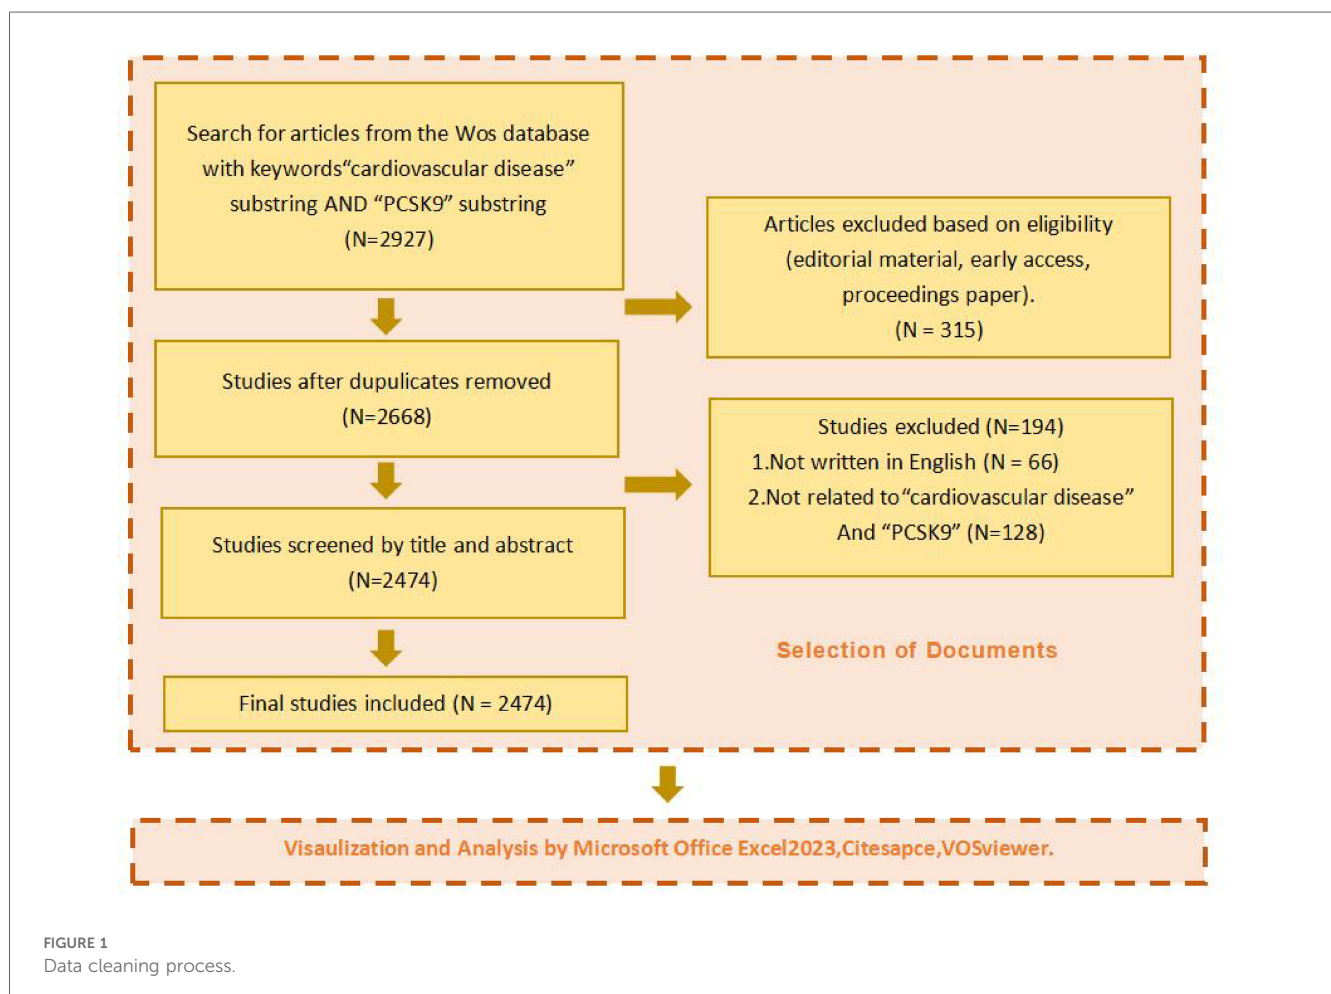 Search for articles from the Wos database
with keywords“cardiovascular disease”
substring AND “PCSK9” substring
(N=2927)
Articles excluded based on eligibility
(editorial material, early access,
proceedings paper).
(N = 315)
Studies after dupulicates removed
(N=2668)
Studies excluded (N=194)
1.Not written in English (N = 66)
2.Not related to“cardiovascular disease”
And “PCSK9” (N=128)
Studies screened by title and abstract
(N=2474)
Selection of Documents
Final studies included (N = 2474)
Visaulization and Analysis by Microsoft Office Excel2023,Citesapce,VOSviewer.
FIGURE 1
Data cleaning process.